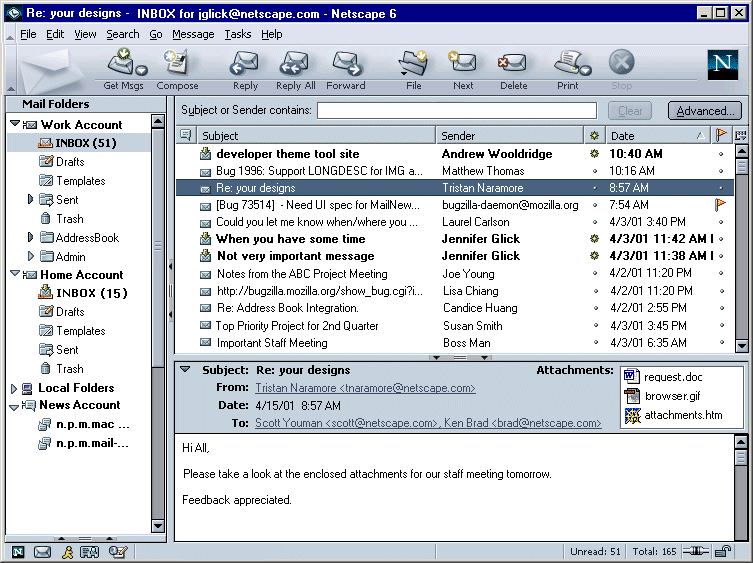 Re: your designs - INBOX for jglick@netscape.com - Netscape 6
File Edit View Search Go Message Tasks Help
Get Msgs Compose Reply Reply All Forward File Next Delete Print Stop N
Mail Folders
Work Account
INBOX (51)
Drafts
Templates
Sent
Trash
AddressBook
Admin
Home Account
INBOX (15)
Drafts
Templates
Sent
Trash
Local Folders
News Account
n.p.m.mac ...
n.p.m.mail-...
Subject or Sender contains: Clear Advanced...
Subject Sender Date
developer theme tool site Andrew Wooldridge 10:40 AM
Bug 1996: Support LONGDESC for IMG a... Matthew Thomas 10:16 AM
Re: your designs Tristan Naramore 8:57 AM
[Bug 73514] - Need UI spec for MailNew... bugzilla-daemon@mozilla.org 7:54 AM
Could you let me know when/where you ... Laurel Carlson 4/3/01 3:40 PM
When you have some time Jennifer Glick 4/3/01 11:42 AM
Not very important message Jennifer Glick 4/3/01 11:38 AM
Notes from the ABC Project Meeting Joe Young 4/2/01 11:20 PM
http://bugzilla.mozilla.org/show_bug.cgi?i... Lisa Chiang 4/2/01 11:20 PM
Re: Address Book Integration. Candice Huang 4/2/01 2:55 PM
Top Priority Project for 2nd Quarter Susan Smith 4/3/01 3:45 PM
Important Staff Meeting Boss Man 4/3/01 6:35 AM
Subject: Re: your designs
From: Tristan Naramore <tnaramore@netscape.com>
Date: 4/15/01 8:57 AM
To: Scott Youman <scott@netscape.com>, Ken Brad <brad@netscape.com>
Attachments:
request.doc
browser.gif
attachments.htm
Hi All,
Please take a look at the enclosed attachments for our staff meeting tomorrow.
Feedback appreciated.
Unread: 51 Total: 165